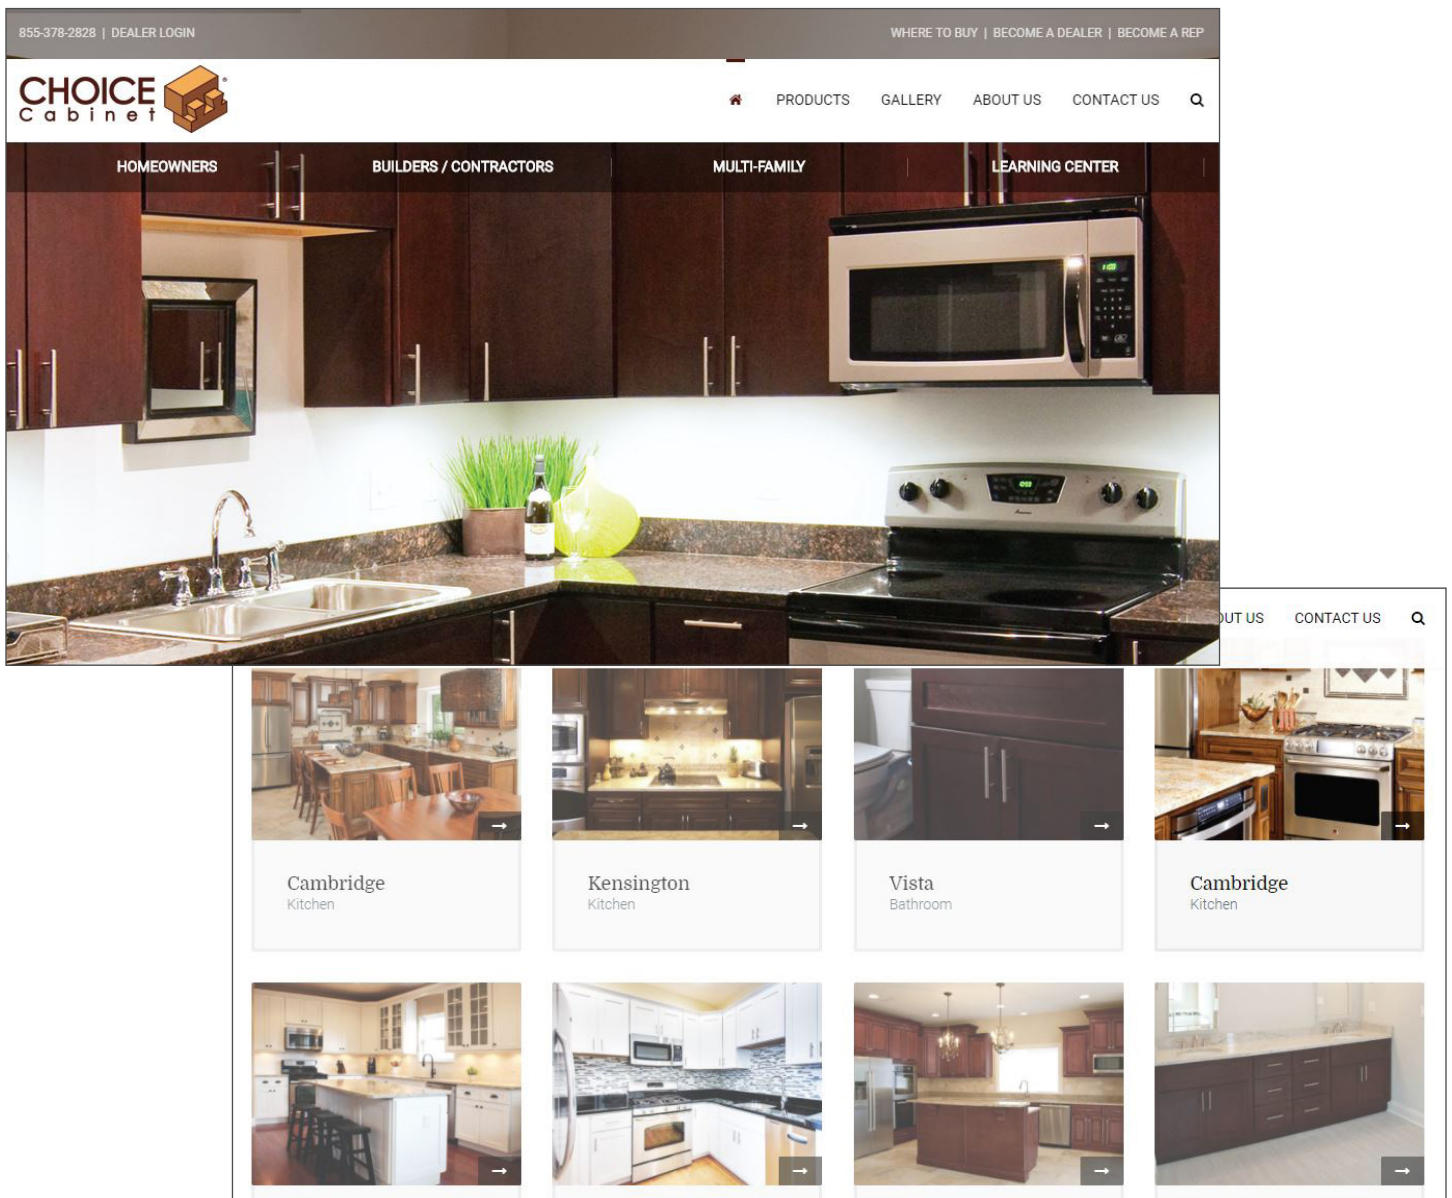 855-378-2828 | DEALER LOGIN
WHERE TO BUY | BECOME A DEALER | BECOME A REP
CHOICE
Cabinet
®
PRODUCTS GALLERY ABOUT US CONTACT US
HOMEOWNERS BUILDERS / CONTRACTORS MULTI-FAMILY LEARNING CENTER
OUT US CONTACT US
Cambridge
Kitchen
Kensington
Kitchen
Vista
Bathroom
Cambridge
Kitchen